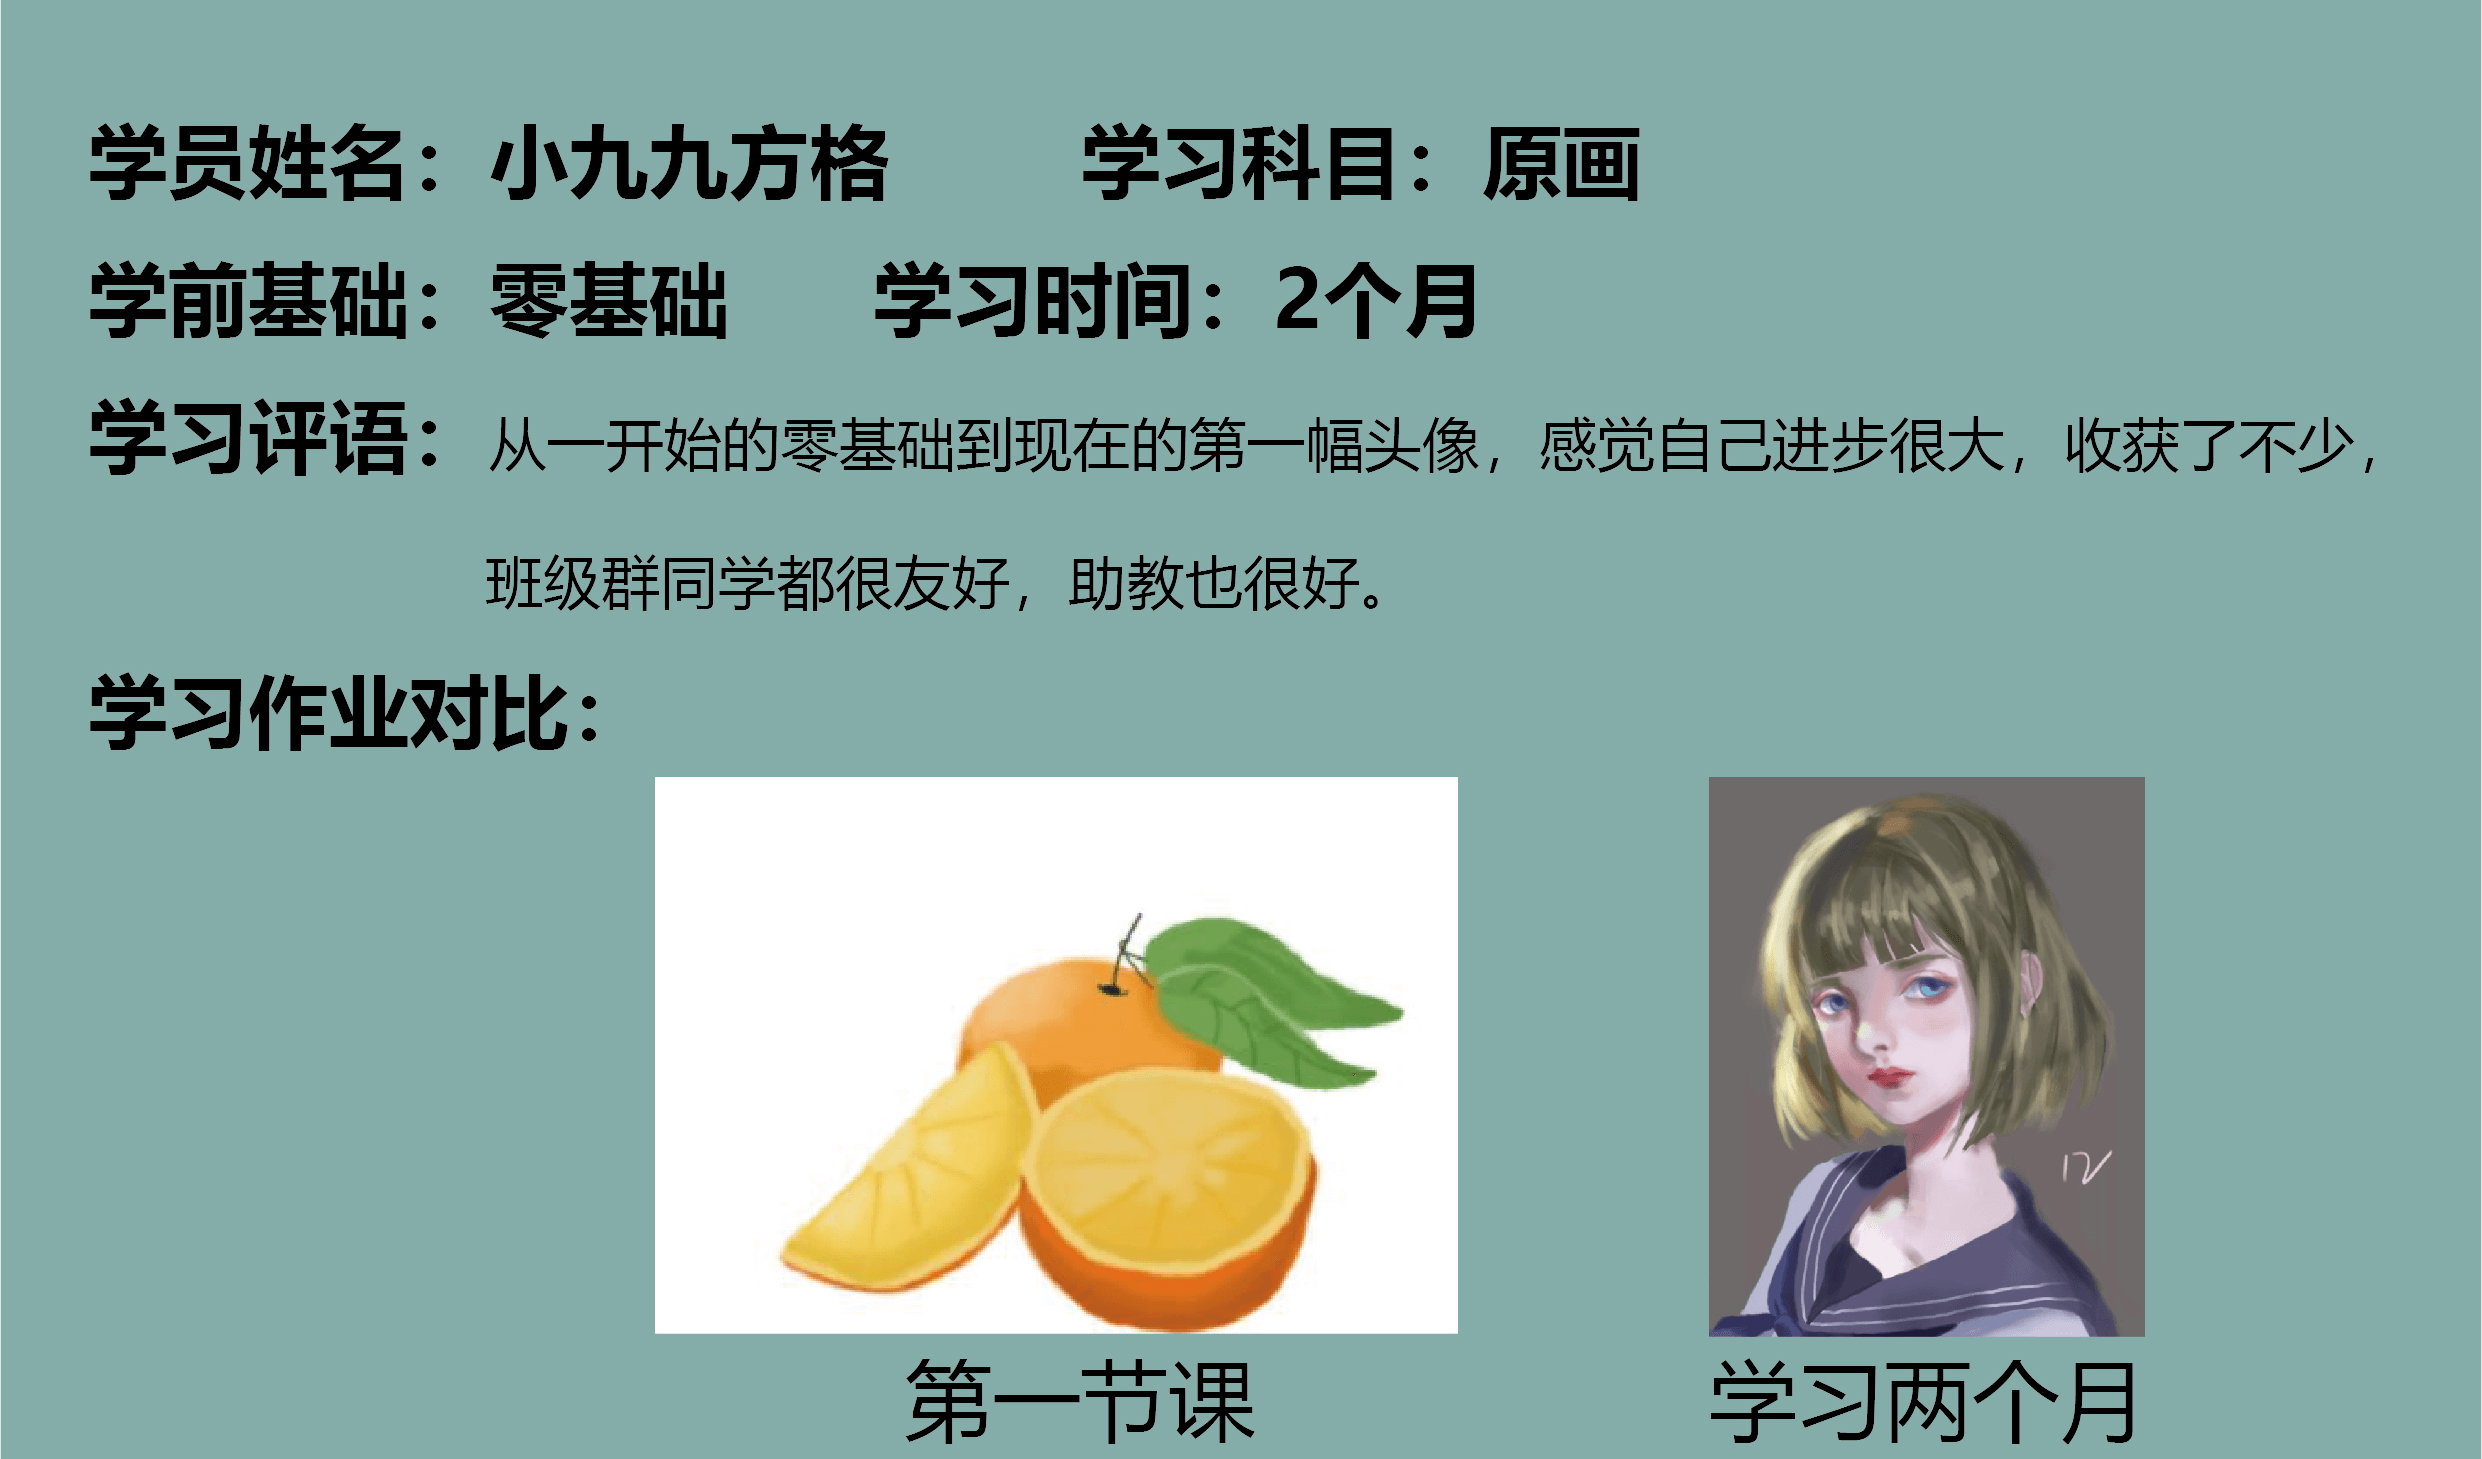 学员姓名：小九九方格 学习科目：原画
学前基础：零基础 学习时间：2个月
学习评语：从一开始的零基础到现在的第一幅头像，感觉自己进步很大，收获了不少，
班级群同学都很友好，助教也很好。
学习作业对比：
第一节课 学习两个月